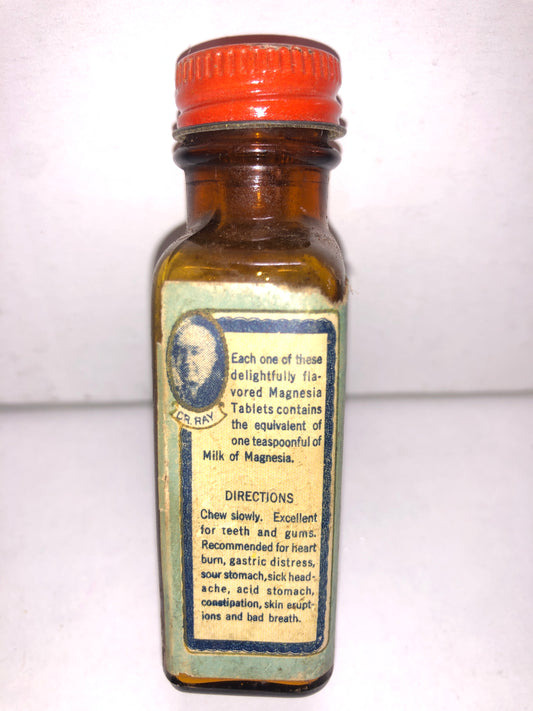 DR. RAY
Each one of these
delightfully fla-
vored Magnesia
Tablets contains
the equivalent of
one teaspoonful of
Milk of Magnesia.
DIRECTIONS
Chew slowly. Excellent
for teeth and gums.
Recommended for heart
burn, gastric distress,
sour stomach, sick head-
ache, acid stomach,
constipation, skin erupt-
ions and bad breath.